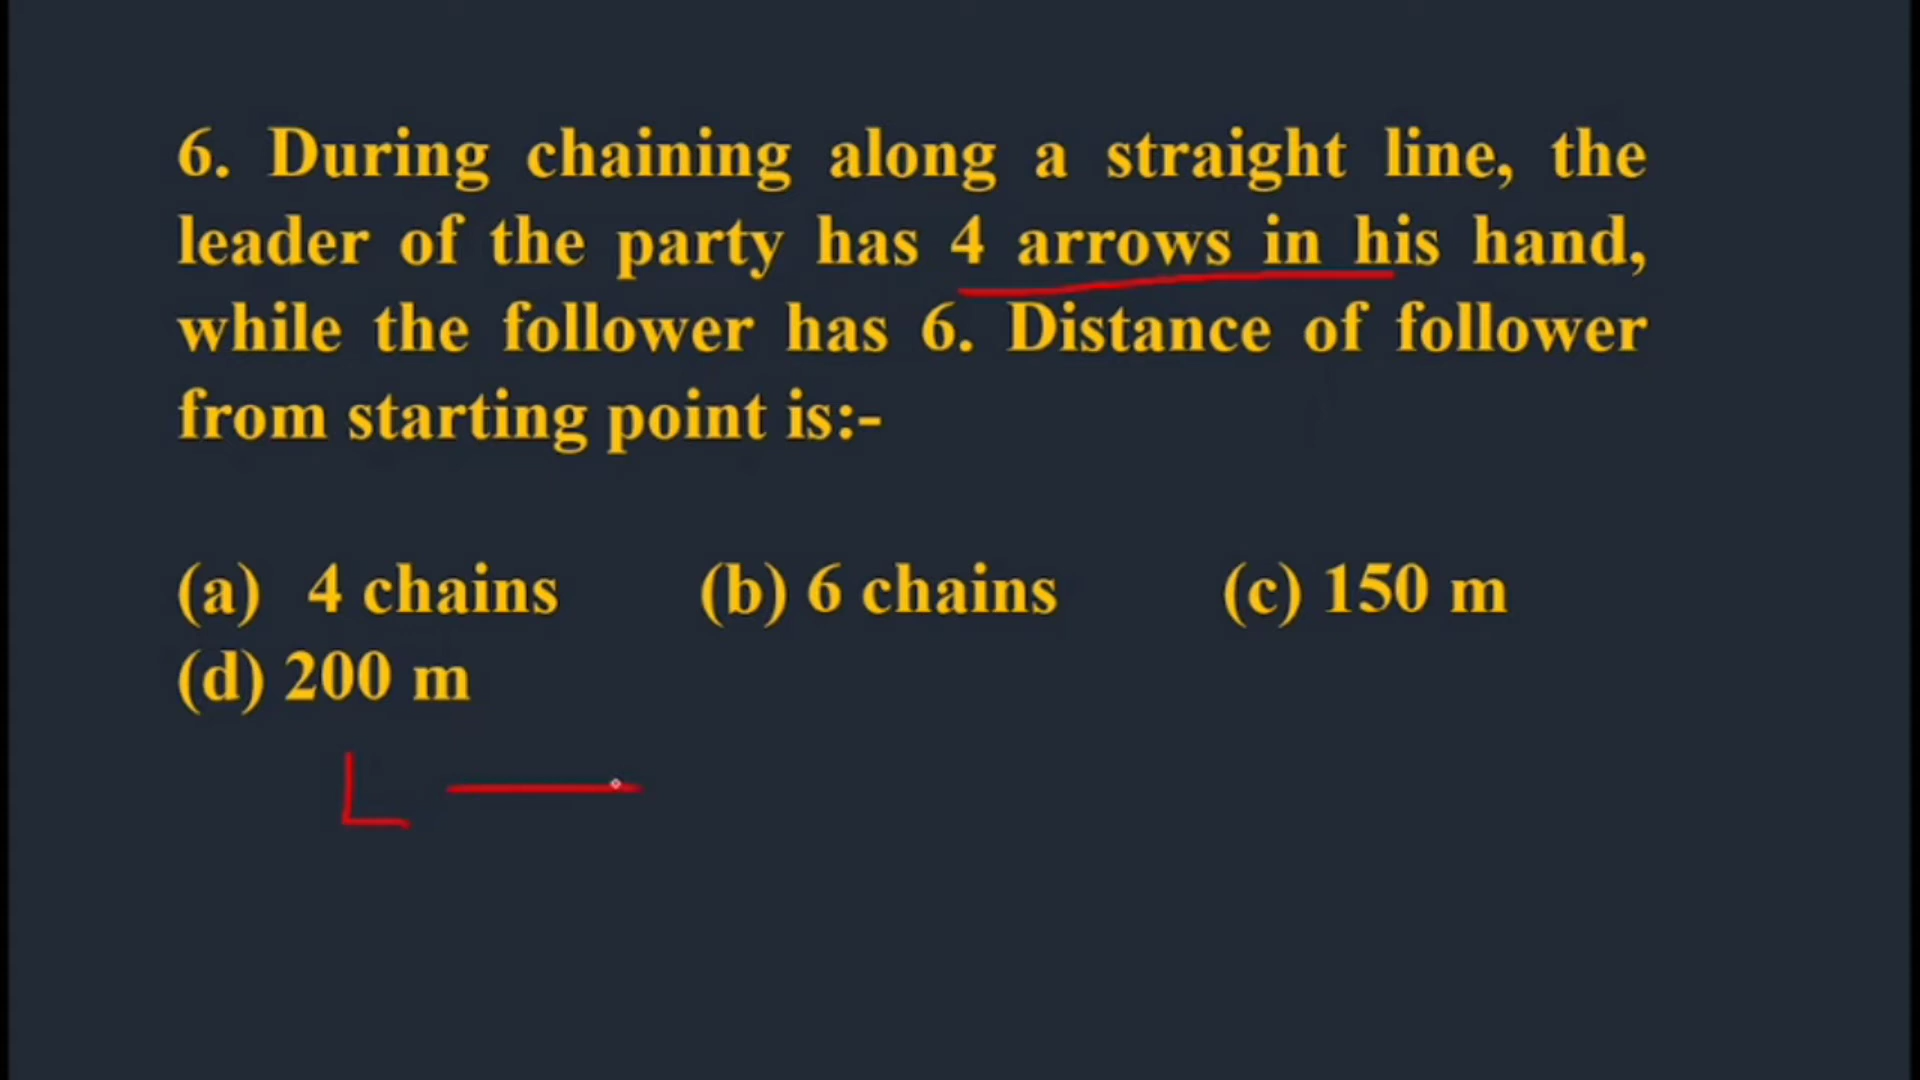 6. During chaining along a straight line, the
leader of the party has 4 arrows in his hand,
while the follower has 6. Distance of follower
from starting point is:-
(a) 4 chains (b) 6 chains (c) 150 m
(d) 200 m
L —